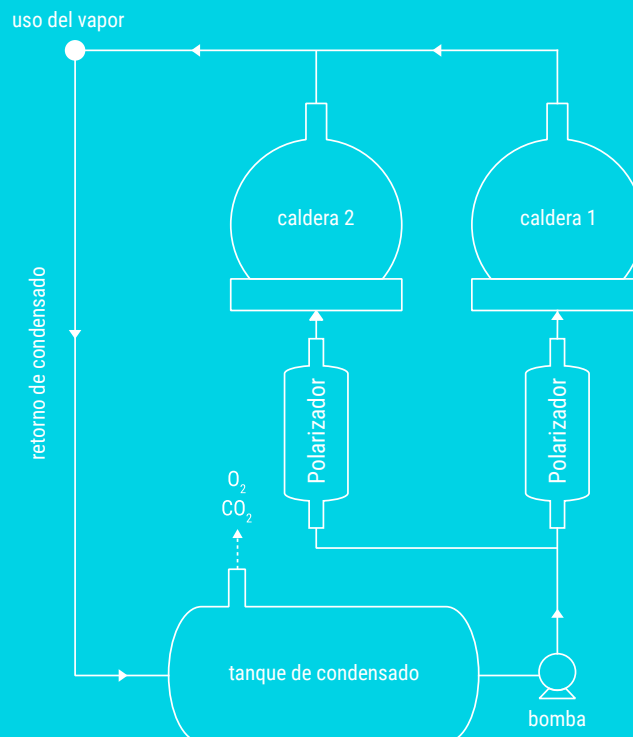 uso del vapor
caldera 2
caldera 1
retorno de condensado
Polarizador
Polarizador
O₂
CO₂
tanque de condensado
bomba